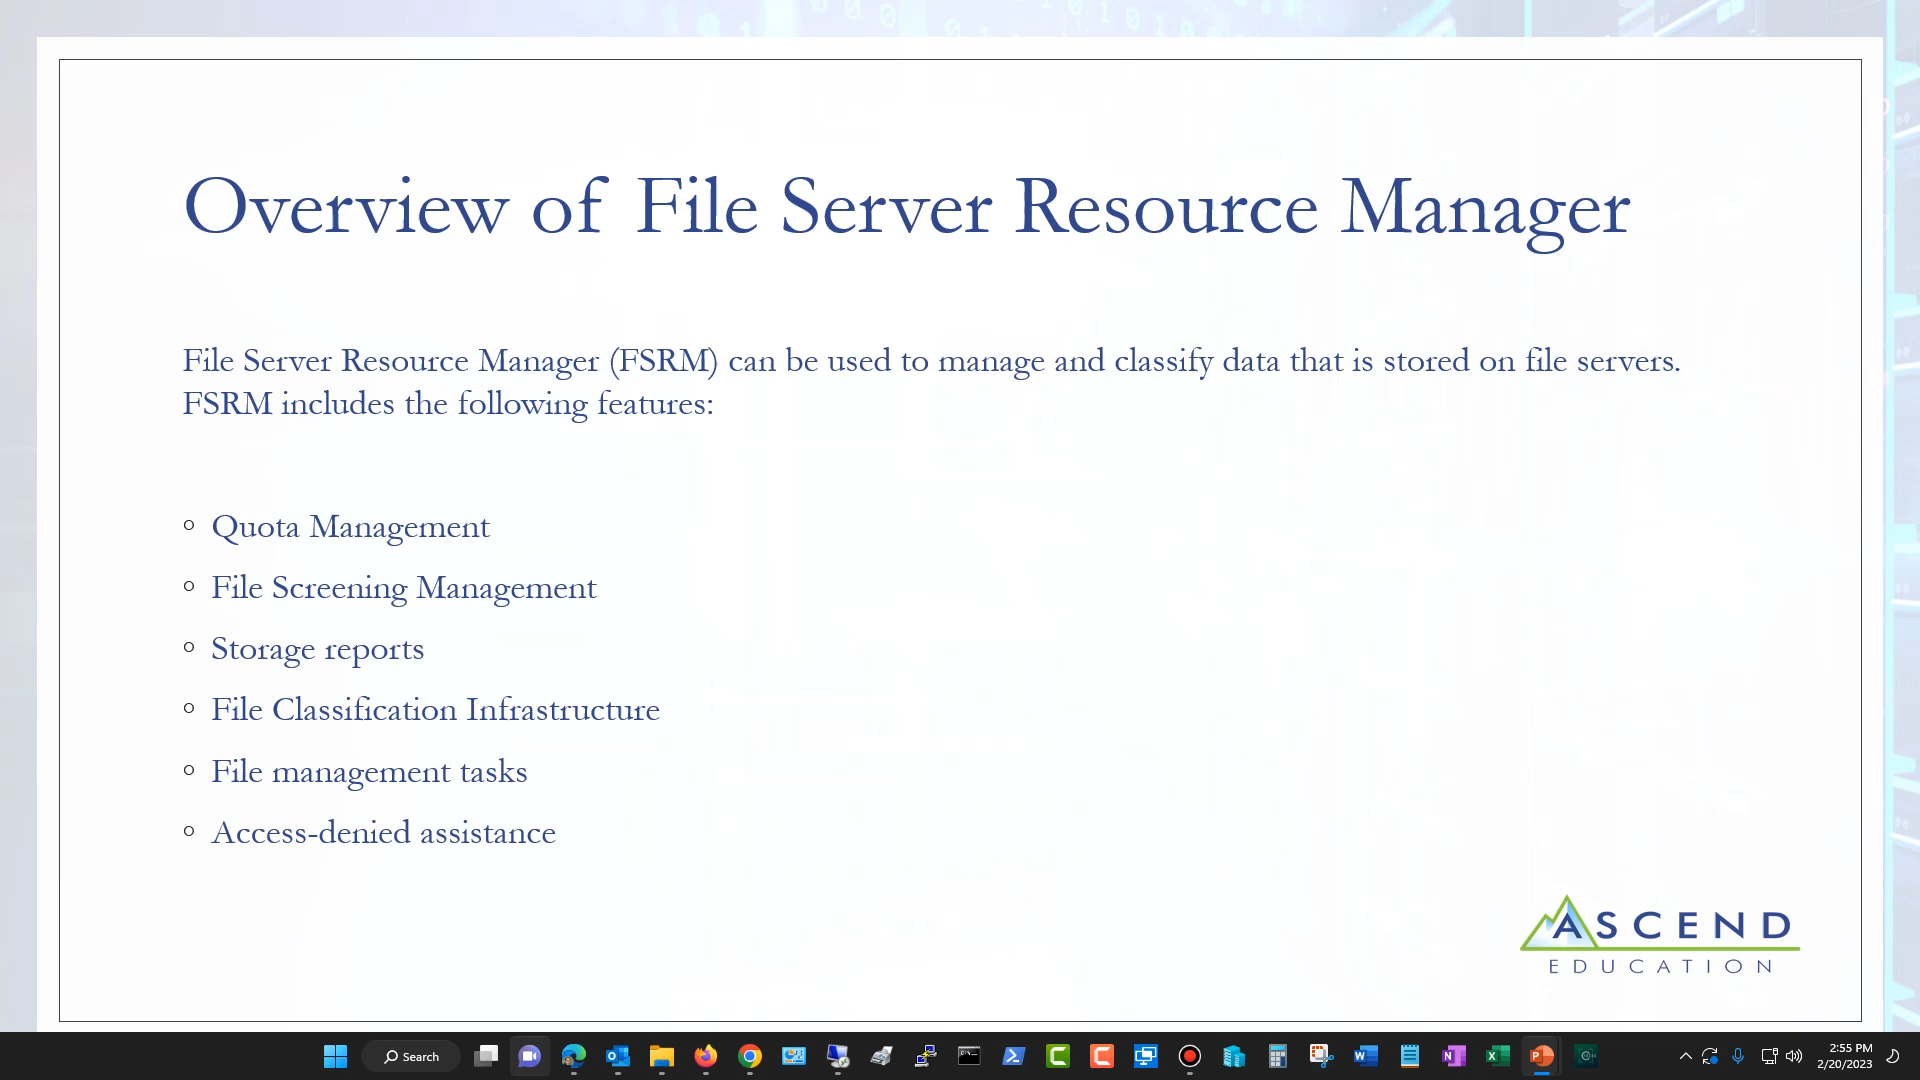 Overview of File Server Resource Manager
File Server Resource Manager (FSRM) can be used to manage and classify data that is stored on file servers.
FSRM includes the following features:
Quota Management
File Screening Management
Storage reports
File Classification Infrastructure
File management tasks
Access-denied assistance
ASCEND
EDUCATION
Search
2:55 PM
2/20/2023